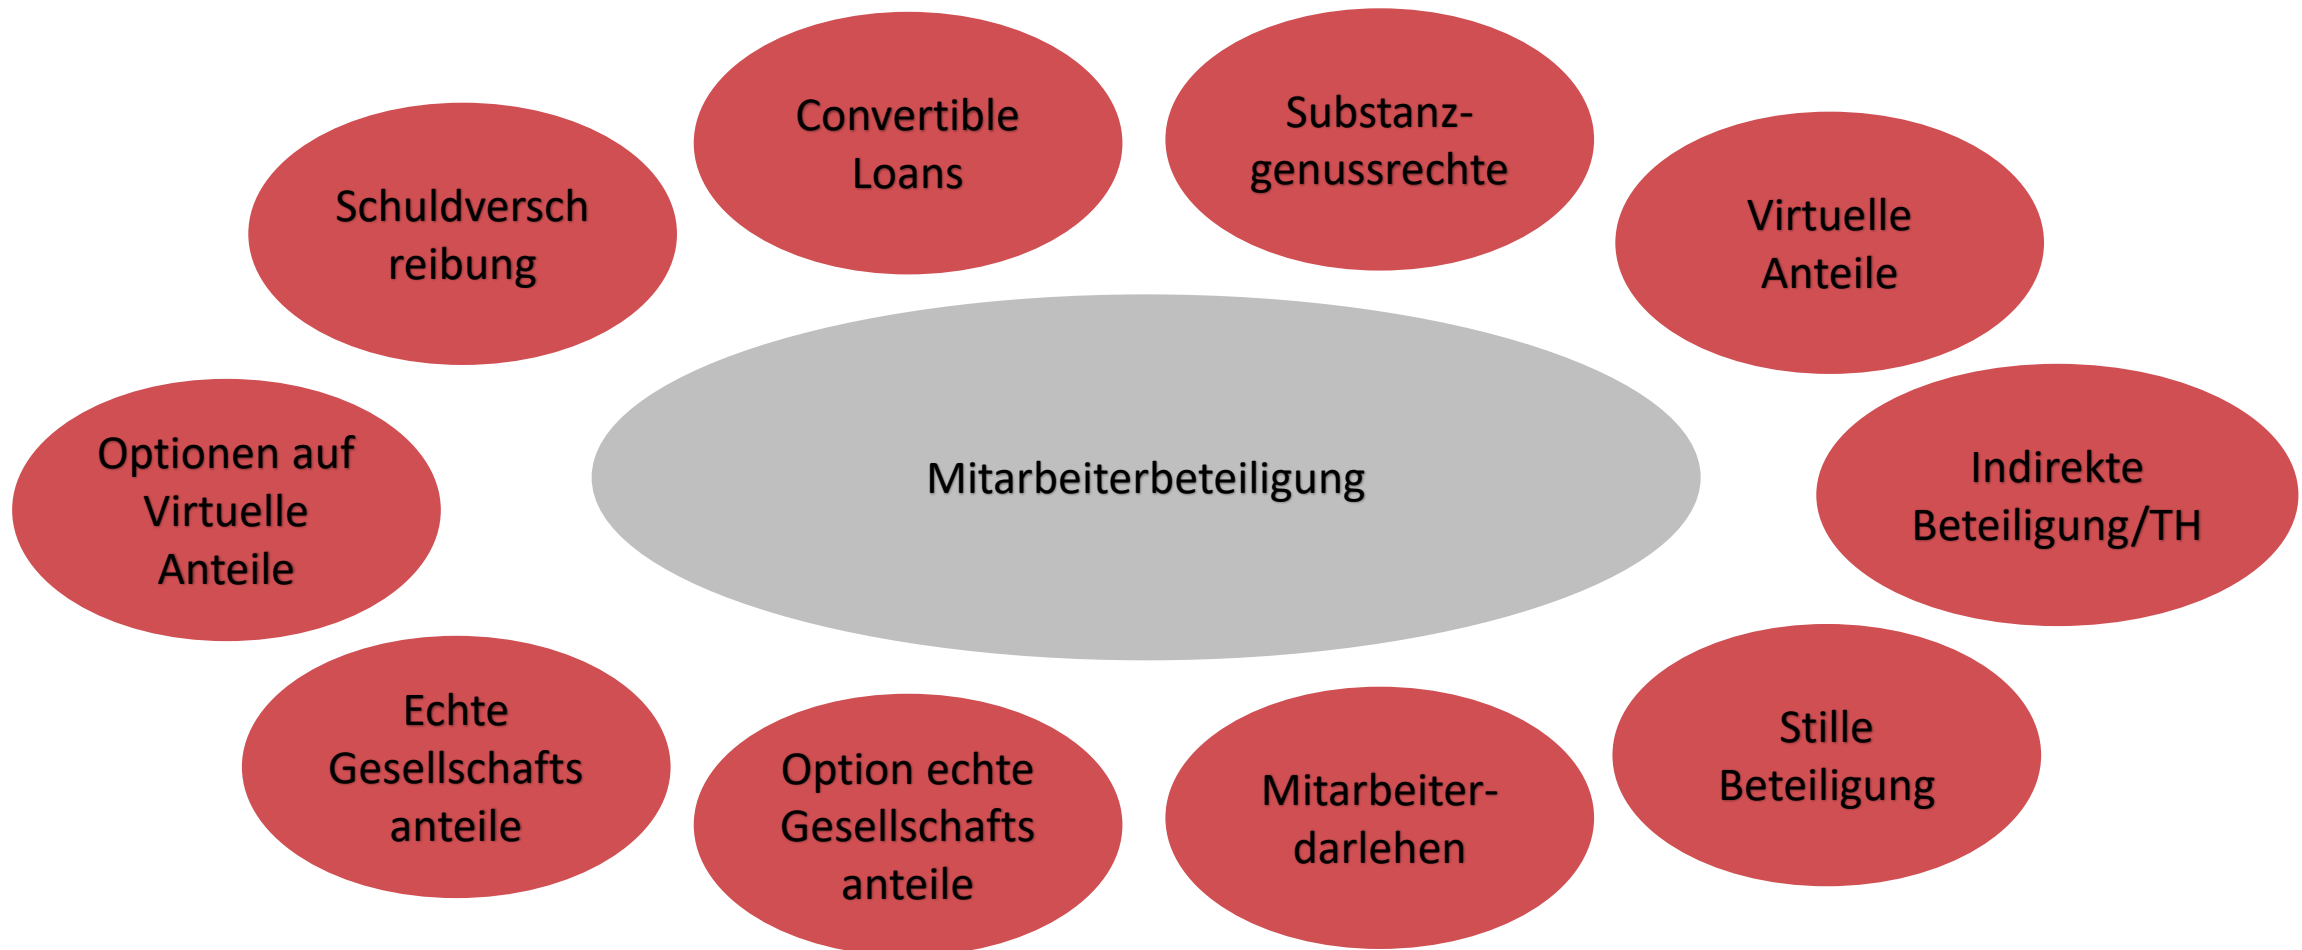 Convertible
Loans
Substanz-
genussrechte
Schuldversch
reibung
Virtuelle
Anteile
Optionen auf
Virtuelle
Anteile
Mitarbeiterbeteiligung
Indirekte
Beteiligung/TH
Echte
Gesellschafts
anteile
Option echte
Gesellschafts
anteile
Mitarbeiter-
darlehen
Stille
Beteiligung